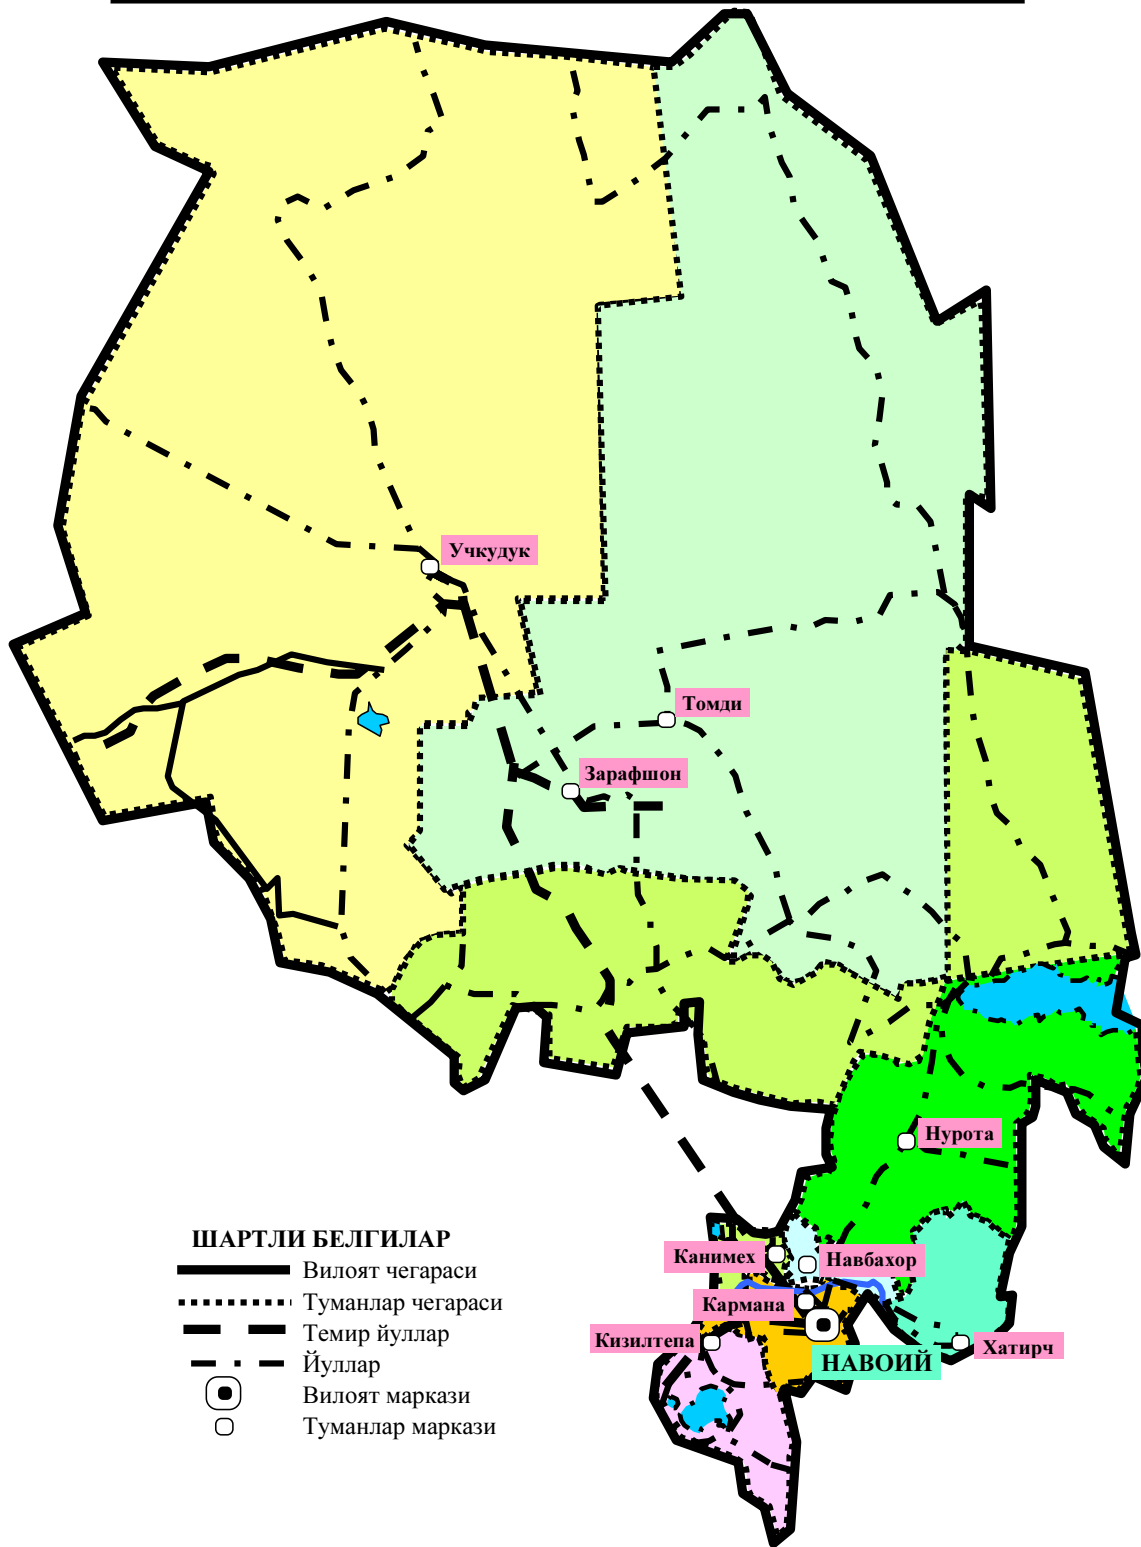 Учкудук
Томди
Зарафшон
Нурота
Канимех
Навбахор
Кармана
Кизилтепа
Хатирч
НАВОИЙ
ШАРТЛИ БЕЛГИЛАР
Вилоят чегараси
Туманлар чегараси
Темир йуллар
Йуллар
Вилоят маркази
Туманлар маркази